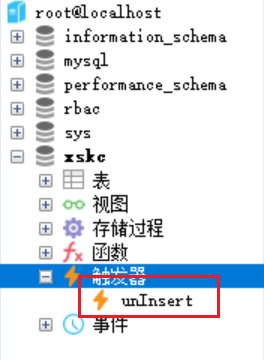 root@localhost
information_schema
mysql
performance_schema
rbac
sys
xskc
表
视图
存储过程
函数
触发器
unInsert
事件